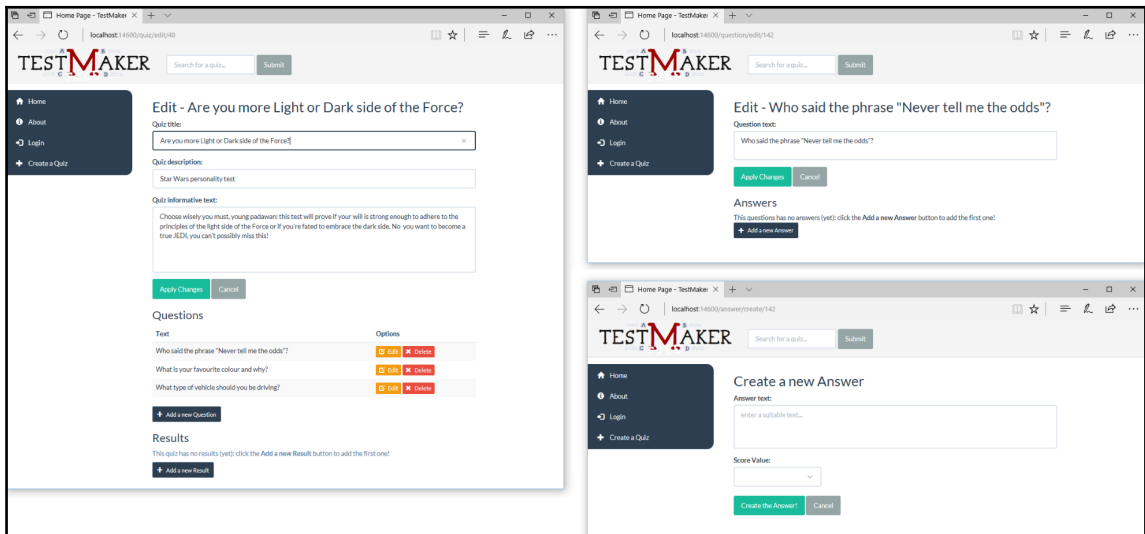 Home Page - TestMaker
localhost:14600/quiz/edit/40
A B
TESTMAKER
C D
Search for a quiz...
Submit
Home
About
Login
Create a Quiz
Edit - Are you more Light or Dark side of the Force?
Quiz title:
Are you more Light or Dark side of the Force?
Quiz description:
Star Wars personality test
Quiz informative text:
Choose wisely you must, young padawan: this test will prove if your will is strong enough to adhere to the
principles of the light side of the Force or if you're fated to embrace the dark side. No you want to become a
true JEDI, you can't possibly miss this!
Apply Changes
Cancel
Questions
Text Options
Who said the phrase "Never tell me the odds"? Edit Delete
What is your favourite colour and why? Edit Delete
What type of vehicle should you be driving? Edit Delete
Add a new Question
Results
This quiz has no results (yet): click the Add a new Result button to add the first one!
Add a new Result
Home Page - TestMaker
localhost:14600/question/edit/142
A B
TESTMAKER
C D
Search for a quiz...
Submit
Home
About
Login
Create a Quiz
Edit - Who said the phrase "Never tell me the odds"?
Question text:
Who said the phrase "Never tell me the odds"?
Apply Changes
Cancel
Answers
This questions has no answers (yet): click the Add a new Answer button to add the first one!
Add a new Answer
Home Page - TestMaker
localhost:14600/answer/create/142
A B
TESTMAKER
C D
Search for a quiz...
Submit
Home
About
Login
Create a Quiz
Create a new Answer
Answer text:
enter a suitable text...
Score Value:
Create the Answer!
Cancel